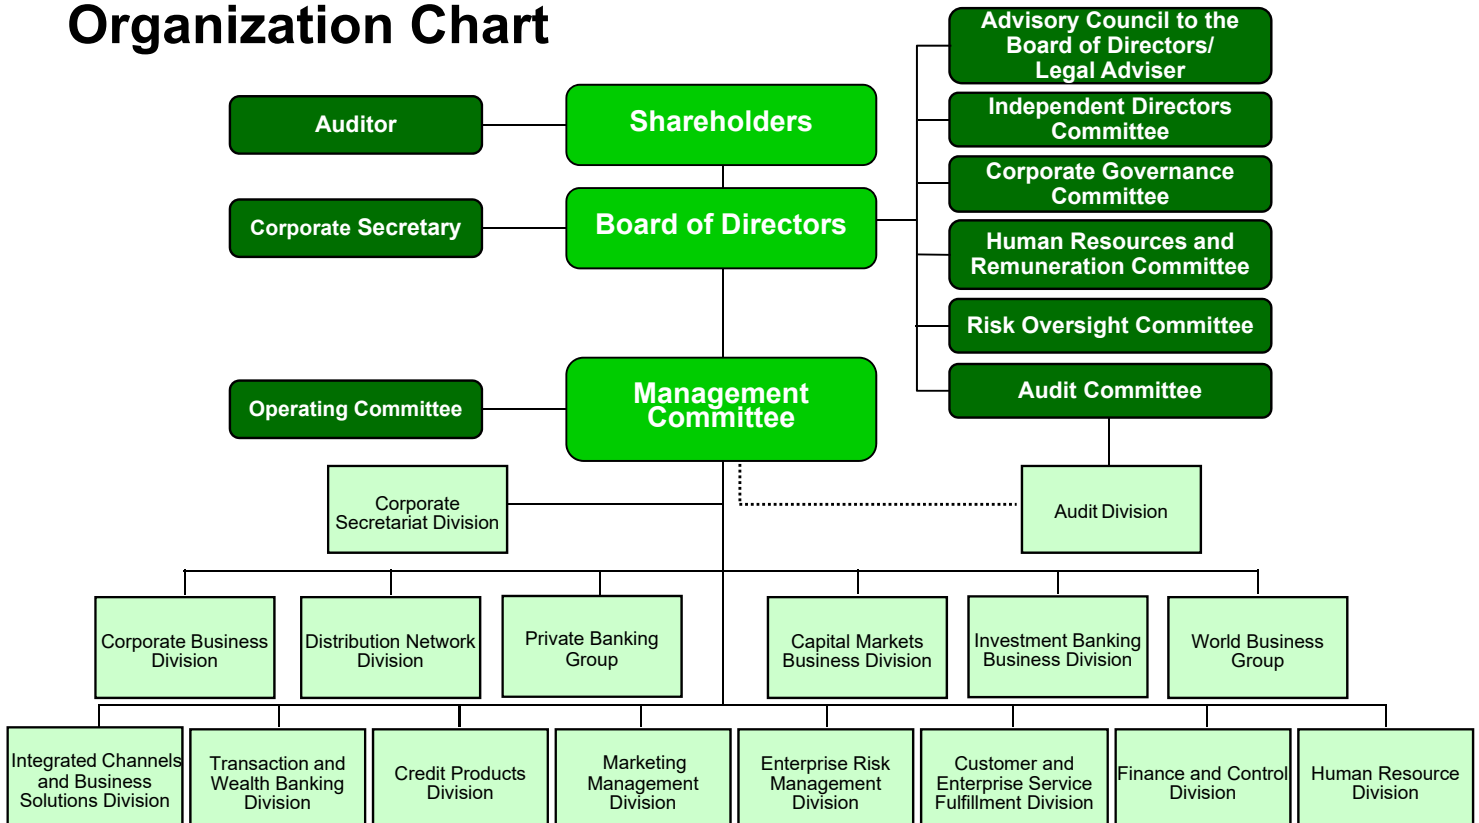 Organization Chart
Advisory Council to the
Board of Directors/
Legal Adviser
Auditor
Shareholders
Independent Directors
Committee
Corporate Governance
Committee
Corporate Secretary
Board of Directors
Human Resources and
Remuneration Committee
Risk Oversight Committee
Operating Committee
Management
Committee
Audit Committee
Corporate
Secretariat Division
Audit Division
Corporate Business
Division
Distribution Network
Division
Private Banking
Group
Capital Markets
Business Division
Investment Banking
Business Division
World Business
Group
Integrated Channels
and Business
Solutions Division
Transaction and
Wealth Banking
Division
Credit Products
Division
Marketing
Management
Division
Enterprise Risk
Management
Division
Customer and
Enterprise Service
Fulfillment Division
Finance and Control
Division
Human Resource
Division